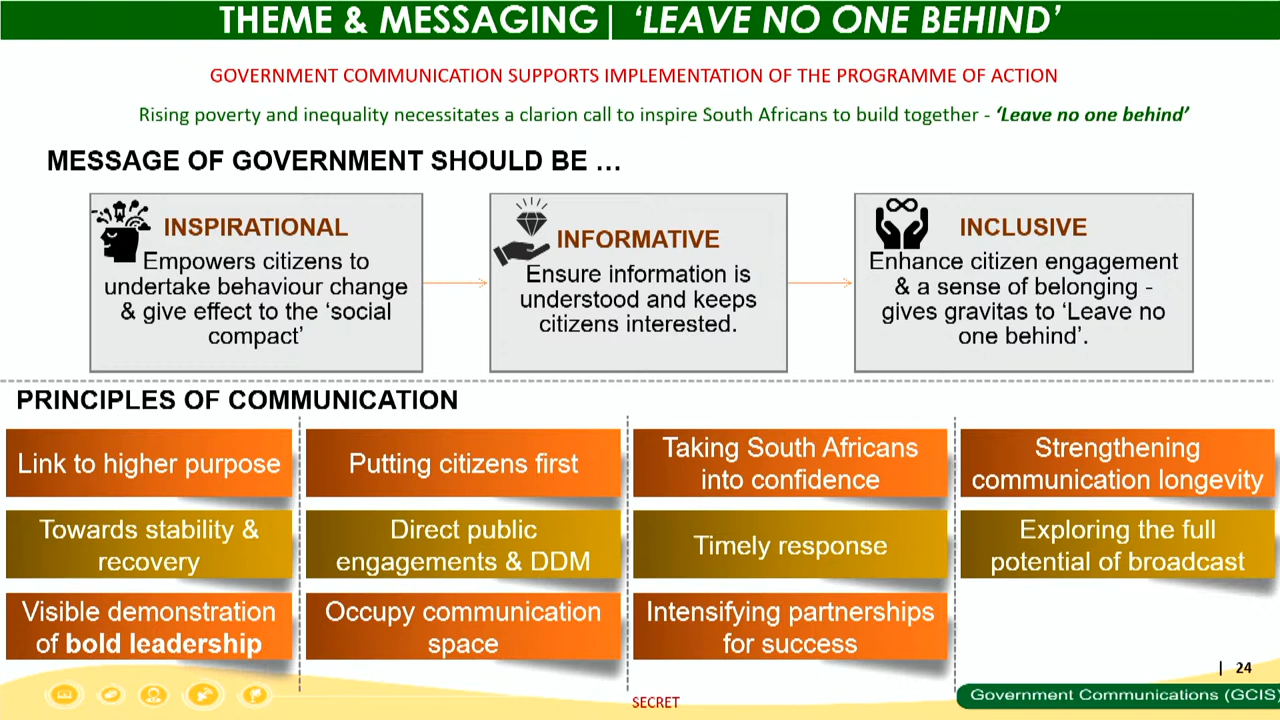 THEME & MESSAGING| ‘LEAVE NO ONE BEHIND’
GOVERNMENT COMMUNICATION SUPPORTS IMPLEMENTATION OF THE PROGRAMME OF ACTION
Rising poverty and inequality necessitates a clarion call to inspire South Africans to build together - ‘Leave no one behind’
MESSAGE OF GOVERNMENT SHOULD BE …
INSPIRATIONAL
Empowers citizens to
undertake behaviour change
& give effect to the ‘social
compact’
INFORMATIVE
Ensure information is
understood and keeps
citizens interested.
INCLUSIVE
Enhance citizen engagement
& a sense of belonging -
gives gravitas to ‘Leave no
one behind’.
PRINCIPLES OF COMMUNICATION
Link to higher purpose
Towards stability &
recovery
Visible demonstration
of bold leadership
Putting citizens first
Direct public
engagements & DDM
Occupy communication
space
Taking South Africans
into confidence
Timely response
Intensifying partnerships
for success
Strengthening
communication longevity
Exploring the full
potential of broadcast
| 24
SECRET
Government Communications (GCIS)